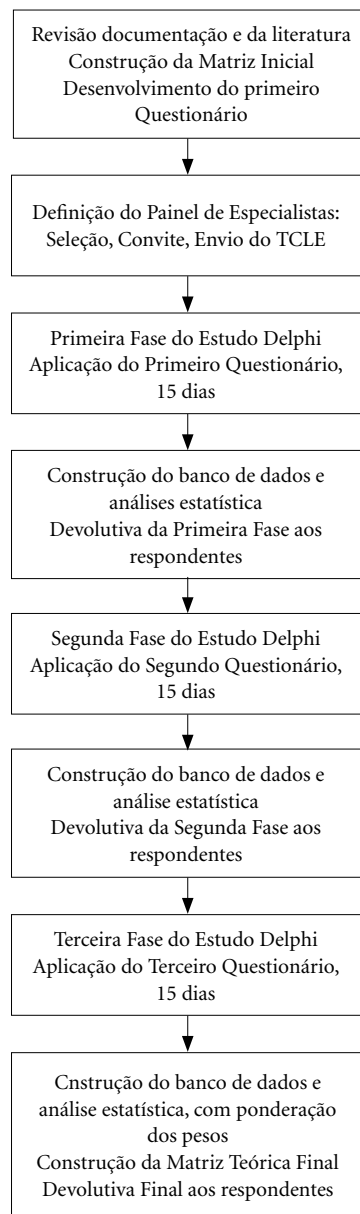 Revisão documentação e da literatura
Construção da Matriz Inicial
Desenvolvimento do primeiro
Questionário
Definição do Painel de Especialistas:
Seleção, Convite, Envio do TCLE
Primeira Fase do Estudo Delphi
Aplicação do Primeiro Questionário,
15 dias
Construção do banco de dados e
análises estatística
Devolutiva da Primeira Fase aos
respondentes
Segunda Fase do Estudo Delphi
Aplicação do Segundo Questionário,
15 dias
Construção do banco de dados e
análise estatística
Devolutiva da Segunda Fase aos
respondentes
Terceira Fase do Estudo Delphi
Aplicação do Terceiro Questionário,
15 dias
Cnstrução do banco de dados e
análise estatística, com ponderação
dos pesos
Construção da Matriz Teórica Final
Devolutiva Final aos respondentes